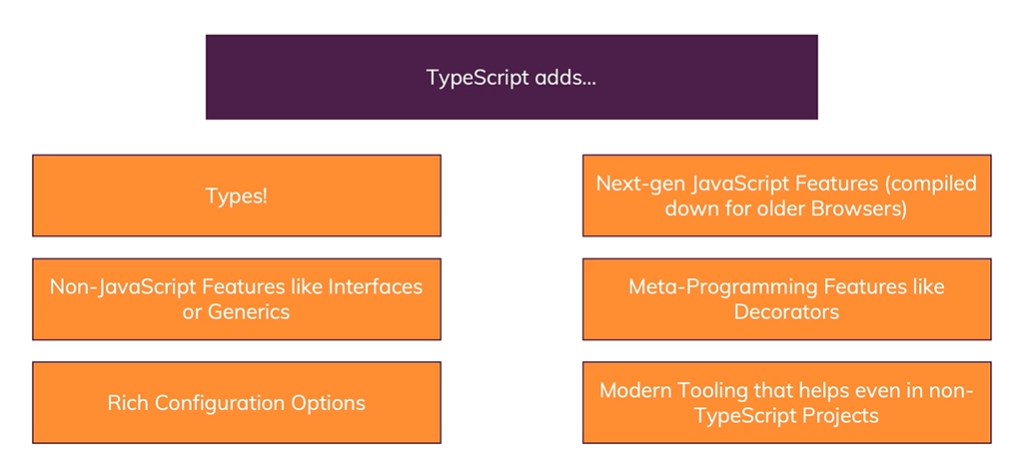 TypeScript adds...
Types!
Next-gen JavaScript Features (compiled
down for older Browsers)
Non-JavaScript Features like Interfaces
or Generics
Meta-Programming Features like
Decorators
Rich Configuration Options
Modern Tooling that helps even in non-
TypeScript Projects